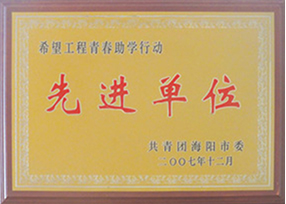 希望工程青春助学行动
先进单位
共青团海阳市委
二〇〇七年十二月